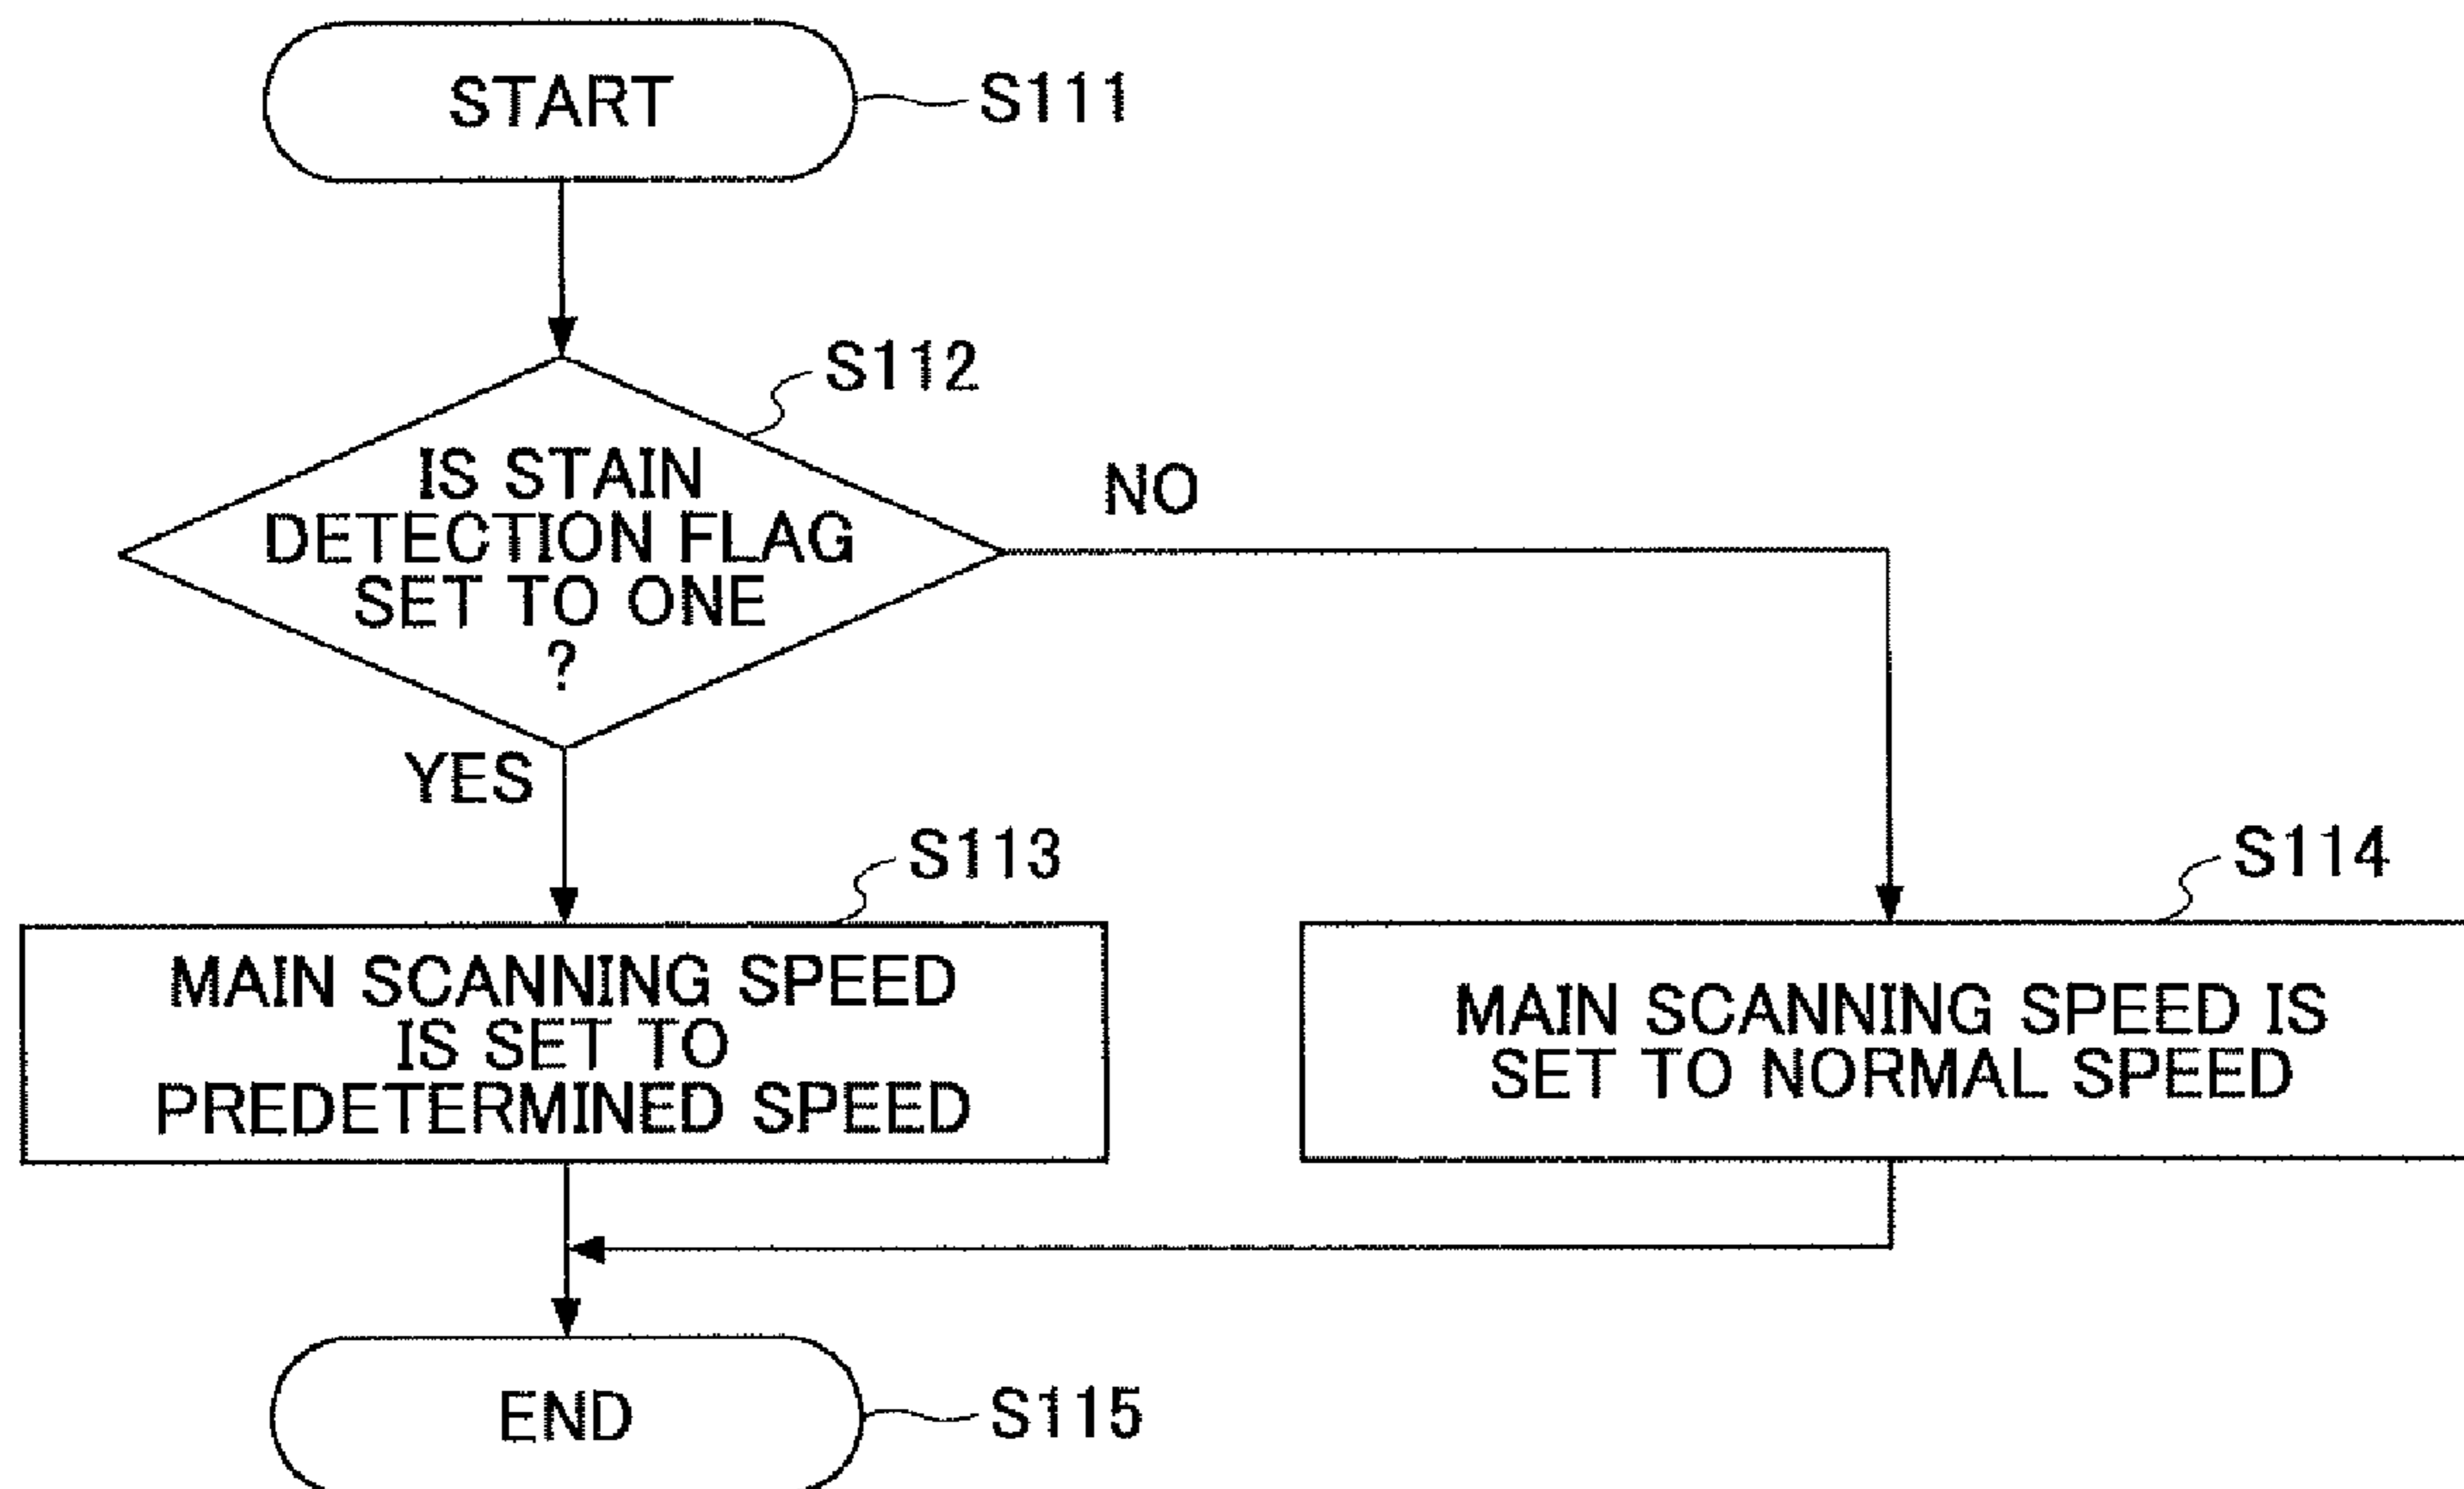 START
S111
S112
IS STAIN
DETECTION FLAG
SET TO ONE
?
NO
YES
S113
MAIN SCANNING SPEED
IS SET TO
PREDETERMINED SPEED
S114
MAIN SCANNING SPEED IS
SET TO NORMAL SPEED
END
S115